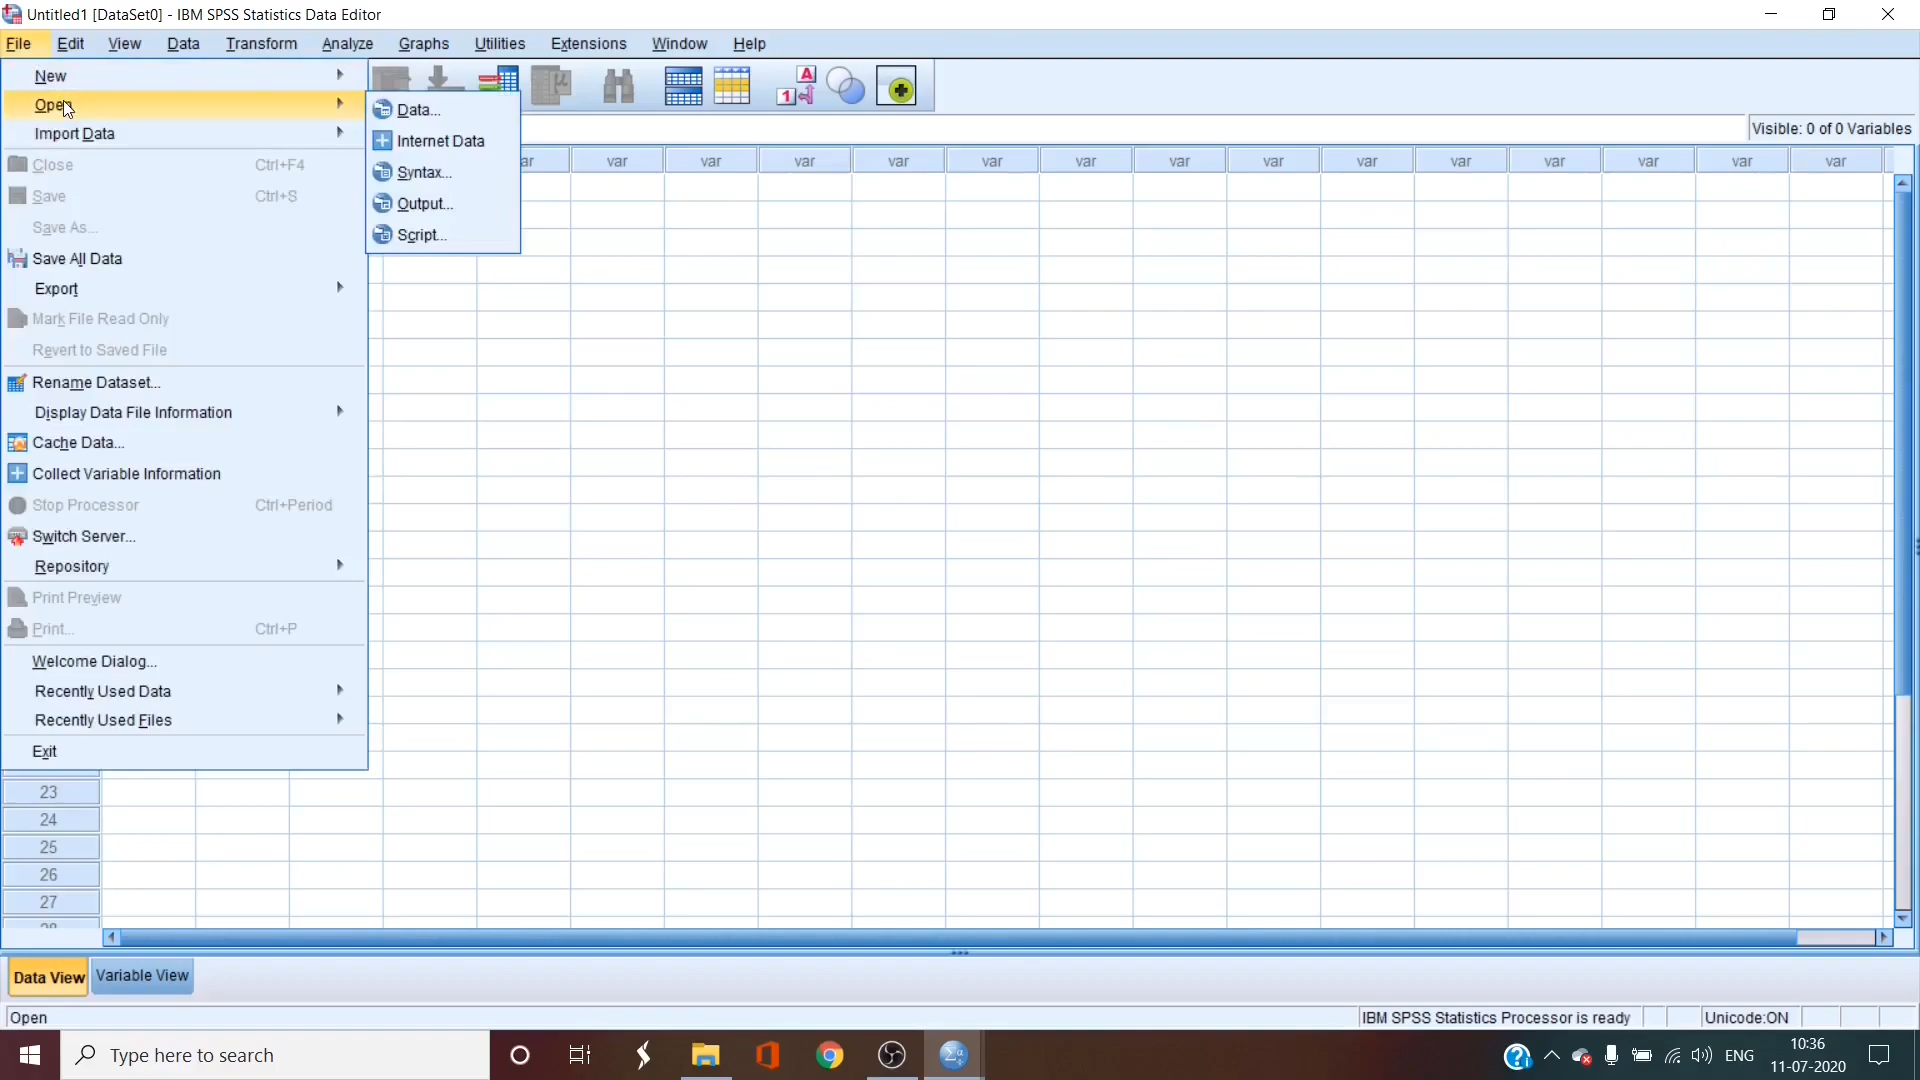 Untitled1 [DataSet0] - IBM SPSS Statistics Data Editor
File Edit View Data Transform Analyze Graphs Utilities Extensions Window Help
New
Open
Import Data
Close Ctrl+F4
Save Ctrl+S
Save As...
Save All Data
Export
Mark File Read Only
Revert to Saved File
Rename Dataset...
Display Data File Information
Cache Data...
Collect Variable Information
Stop Processor Ctrl+Period
Switch Server...
Repository
Print Preview
Print... Ctrl+P
Welcome Dialog...
Recently Used Data
Recently Used Files
Exit
Data...
Internet Data
Syntax...
Output...
Script...
A
1
Visible: 0 of 0 Variables
ar var var var var var var var var var var var var var var
23
24
25
26
27
28
Data View Variable View
Open IBM SPSS Statistics Processor is ready Unicode:ON
Type here to search ENG 10:36
11-07-2020